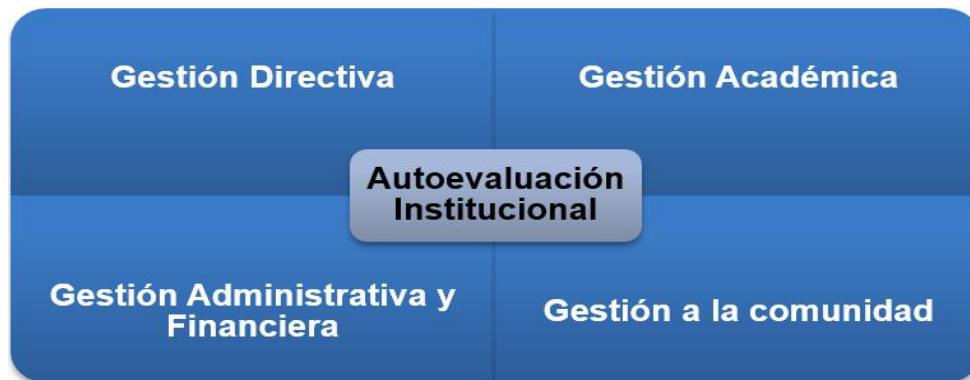 Gestión Directiva
Gestión Académica
Autoevaluación
Institucional
Gestión Administrativa y
Financiera
Gestión a la comunidad